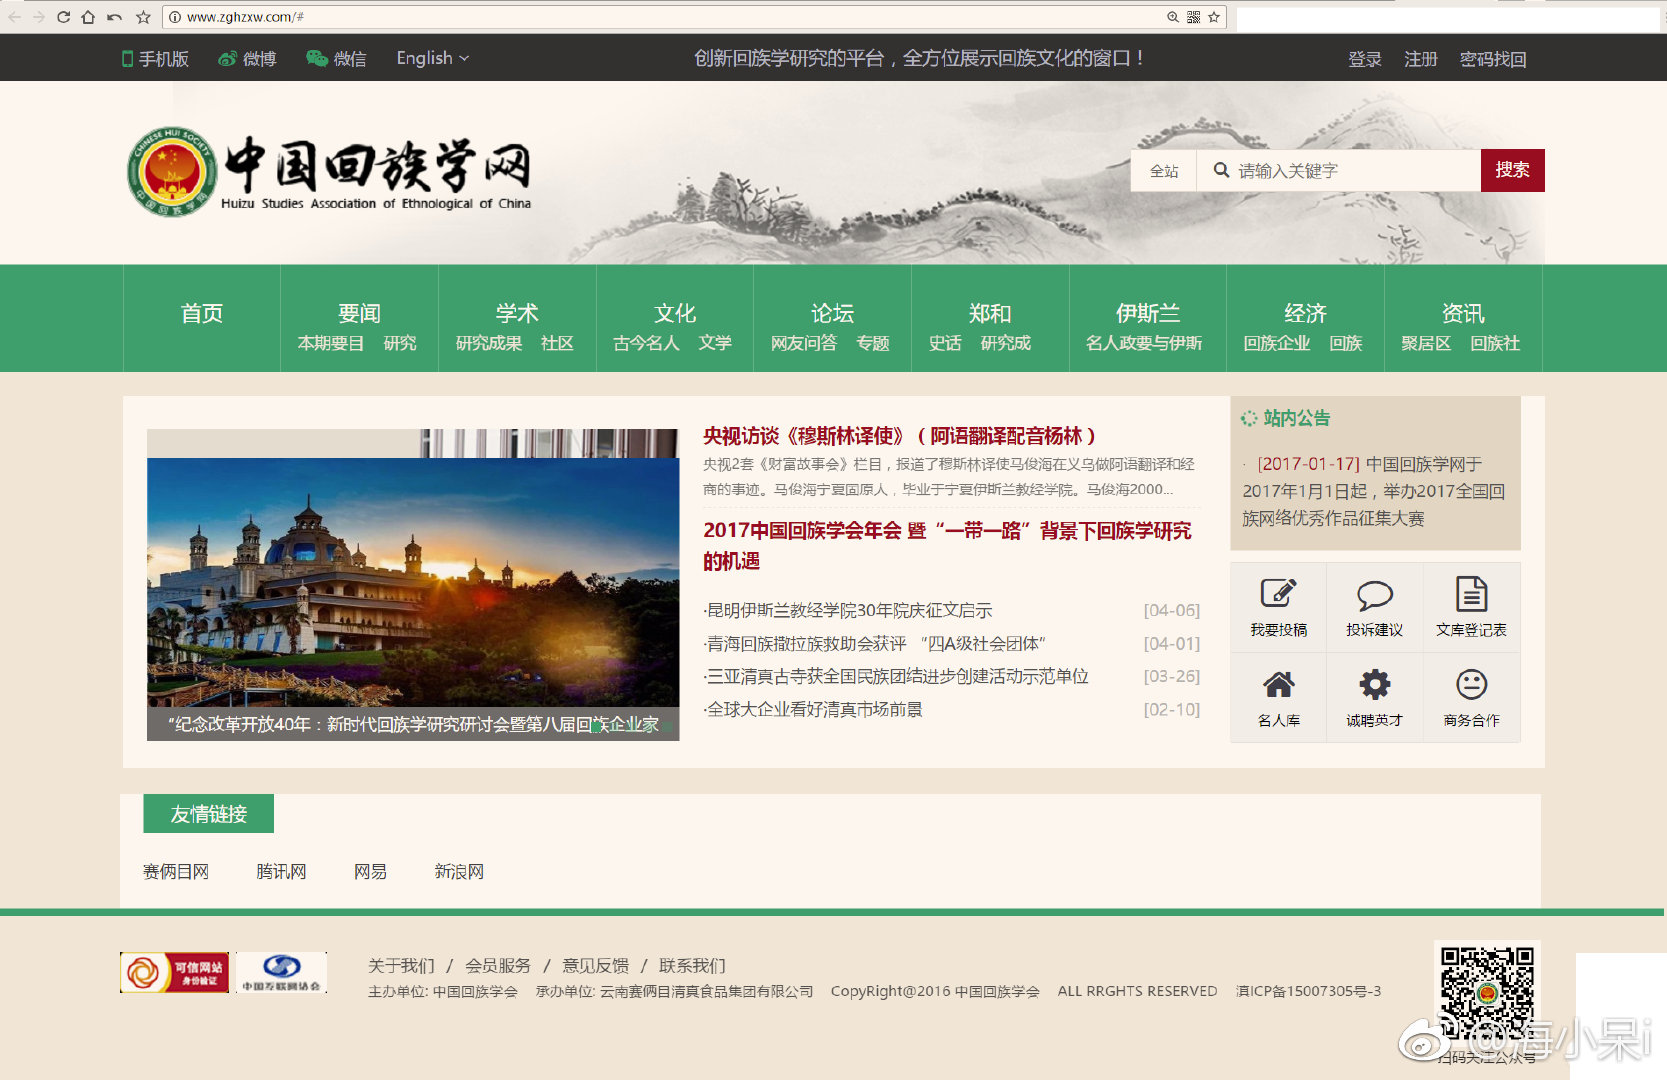 www.zghzxw.com/#
手机版 微博 微信 English 创新回族学研究的平台，全方位展示回族文化的窗口！ 登录 注册 密码找回
CHINESE HUI SOCIETY
中国回族学网
中国回族学网
Huizu Studies Association of Ethnological of China
全站 请输入关键字 搜索
首页 要闻 学术 文化 论坛 郑和 伊斯兰 经济 资讯
本期要目 研究 研究成果 社区 古今名人 文学 网友问答 专题 史话 研究成 名人政要与伊斯 回族企业 回族 聚居区 回族社
央视访谈《穆斯林译使》（阿语翻译配音杨林）
央视2套《财富故事会》栏目，报道了穆斯林译使马俊海在义乌做阿语翻译和经
商的事迹。马俊海宁夏固原人，毕业于宁夏伊斯兰教经学院。马俊海2000...
2017中国回族学会年会 暨“一带一路”背景下回族学研究
的机遇
·昆明伊斯兰教经学院30年院庆征文启示 [04-06]
·青海回族撒拉族救助会获评 “四A级社会团体” [04-01]
·三亚清真古寺获全国民族团结进步创建活动示范单位 [03-26]
·全球大企业看好清真市场前景 [02-10]
“纪念改革开放40年：新时代回族学研究研讨会暨第八届回族企业家
站内公告
· [2017-01-17] 中国回族学网于
2017年1月1日起，举办2017全国回
族网络优秀作品征集大赛
我要投稿 投诉建议 文库登记表
名人库 诚聘英才 商务合作
友情链接
赛俩目网 腾讯网 网易 新浪网
可信网站
身份验证
中国互联网协会
关于我们 / 会员服务 / 意见反馈 / 联系我们
主办单位: 中国回族学会 承办单位: 云南赛俩目清真食品集团有限公司 CopyRight@2016 中国回族学会 ALL RRGHTS RESERVED 滇ICP备15007305号-3
扫码关注公众号
@海小呆i